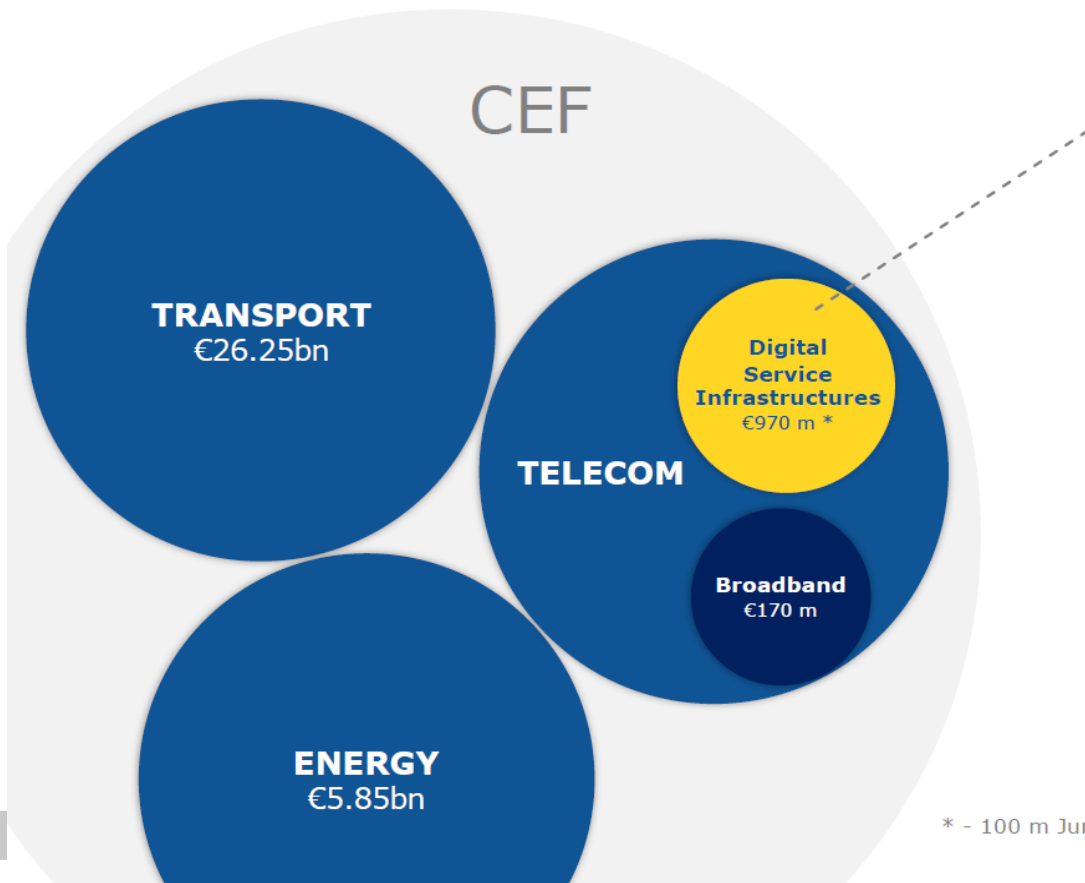 CEF
TRANSPORT
€26.25bn
Digital
Service
Infrastructures
€970 m *
TELECOM
Broadband
€170 m
ENERGY
€5.85bn
* - 100 m